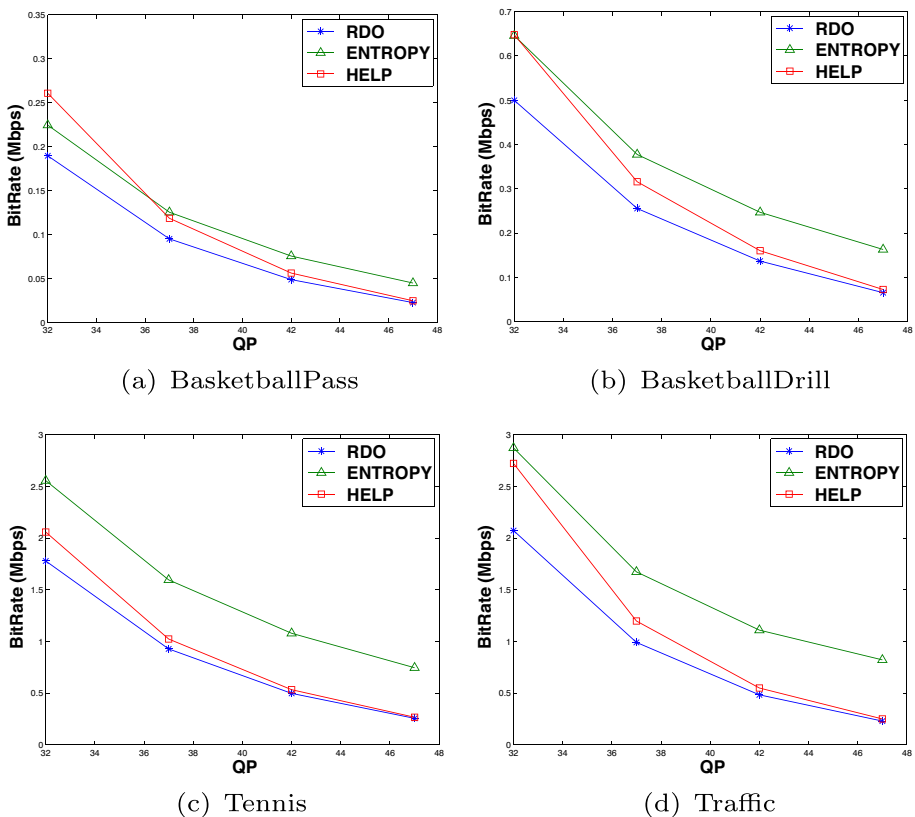 0.35
0.3
0.25
0.2
0.15
0.1
0.05
0
BitRate (Mbps)
32 34 36 38 40 42 44 46 48
QP
RDO
ENTROPY
HELP
(a) BasketballPass
0.7
0.6
0.5
0.4
0.3
0.2
0.1
0
BitRate (Mbps)
32 34 36 38 40 42 44 46 48
QP
RDO
ENTROPY
HELP
(b) BasketballDrill
3
2.5
2
1.5
1
0.5
0
BitRate (Mbps)
32 34 36 38 40 42 44 46 48
QP
RDO
ENTROPY
HELP
(c) Tennis
3
2.5
2
1.5
1
0.5
0
BitRate (Mbps)
32 34 36 38 40 42 44 46 48
QP
RDO
ENTROPY
HELP
(d) Traffic